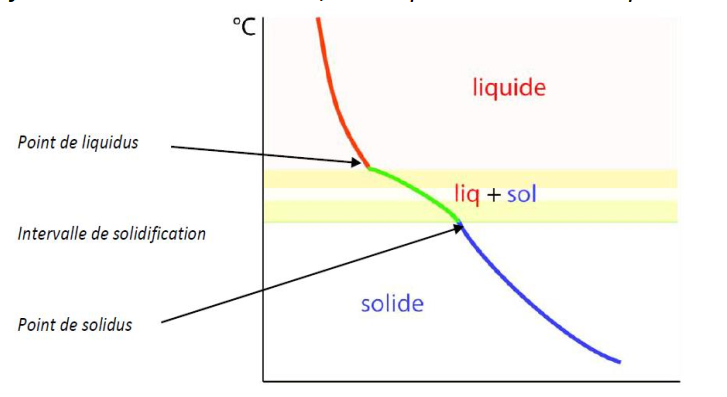 °C
liquide
Point de liquidus
liq + sol
Intervalle de solidification
solide
Point de solidus